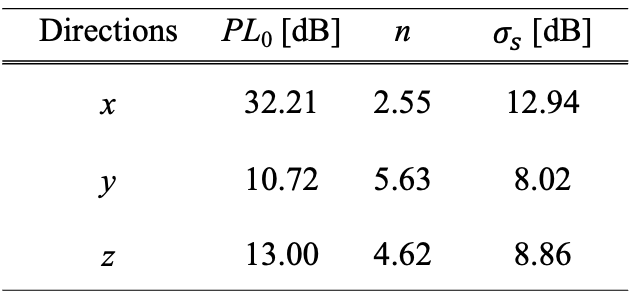 Directions PL₀ [dB] n σₛ [dB]
x 32.21 2.55 12.94
y 10.72 5.63 8.02
z 13.00 4.62 8.86